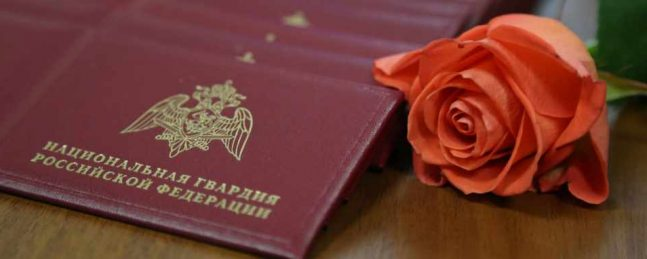 НАЦИОНАЛЬНАЯ ГВАРДИЯ
РОССИЙСКОЙ ФЕДЕРАЦИИ